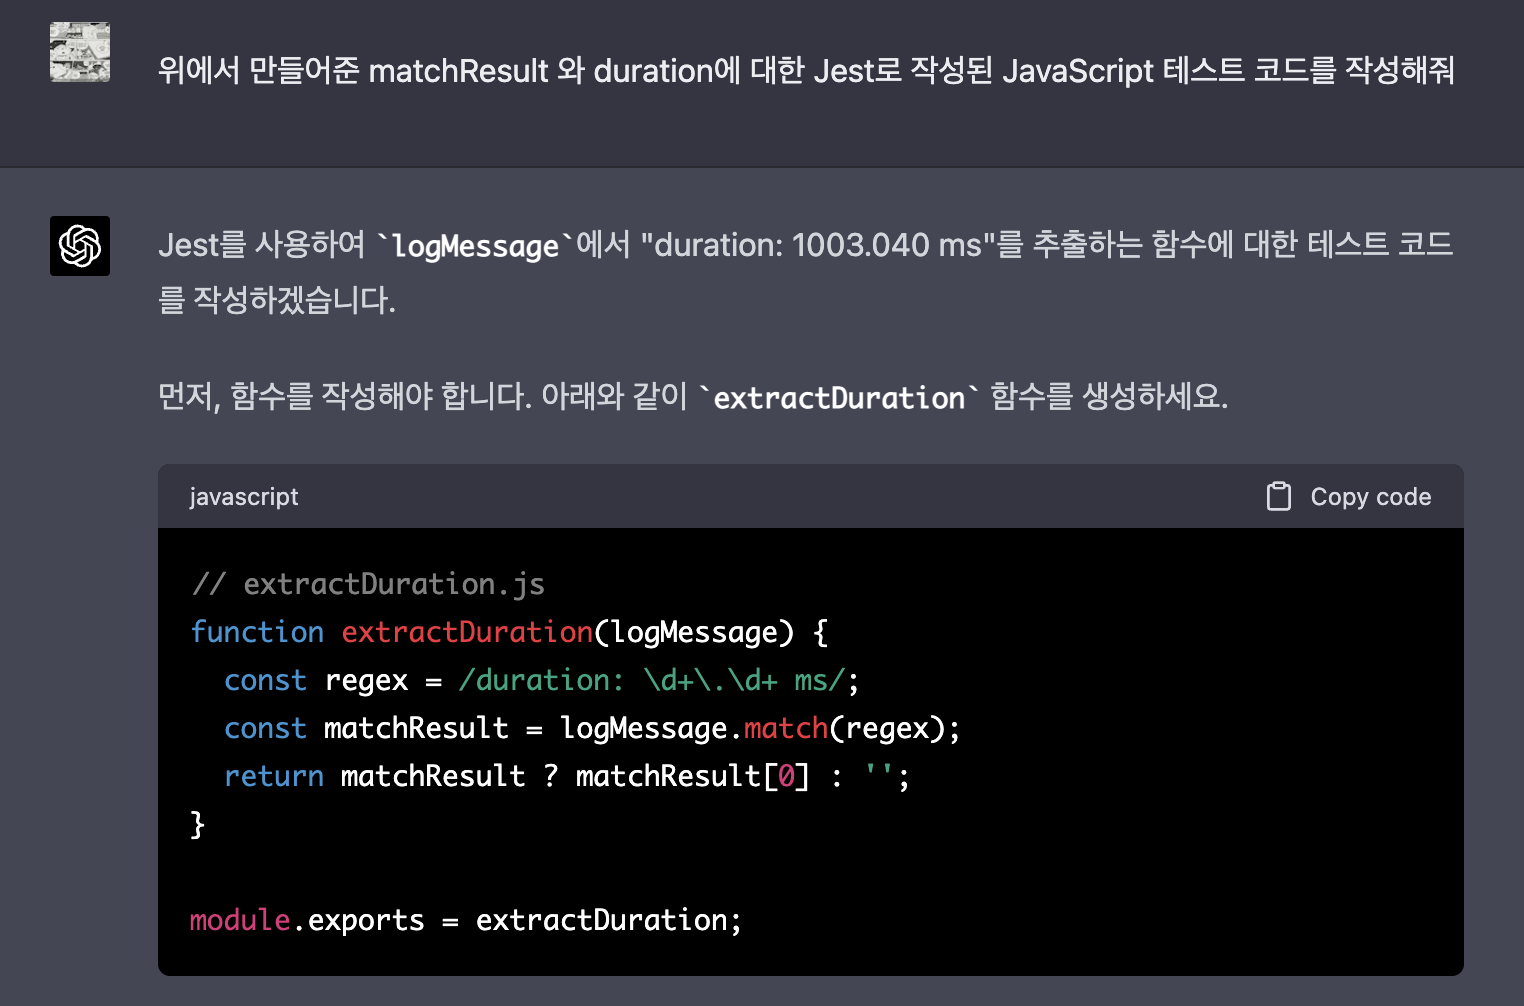 위에서 만들어준 matchResult 와 duration에 대한 Jest로 작성된 JavaScript 테스트 코드를 작성해줘
Jest를 사용하여 `logMessage`에서 "duration: 1003.040 ms"를 추출하는 함수에 대한 테스트 코드
를 작성하겠습니다.
먼저, 함수를 작성해야 합니다. 아래와 같이 `extractDuration` 함수를 생성하세요.
javascript
Copy code
// extractDuration.js
function extractDuration(logMessage) {
  const regex = /duration: \d+\.\d+ ms/;
  const matchResult = logMessage.match(regex);
  return matchResult ? matchResult[0] : '';
}
module.exports = extractDuration;